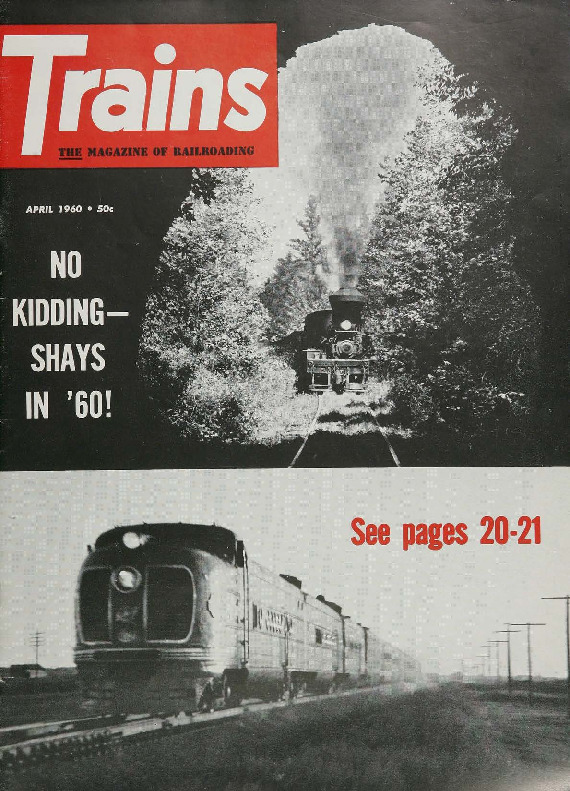 Trains
THE MAGAZINE OF RAILROADING
APRIL 1960 • 50c
NO
KIDDING—
SHAYS
IN '60!
See pages 20-21